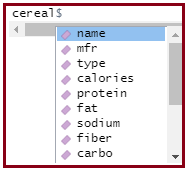 cereal$
name
mfr
type
calories
protein
fat
sodium
fiber
carbo